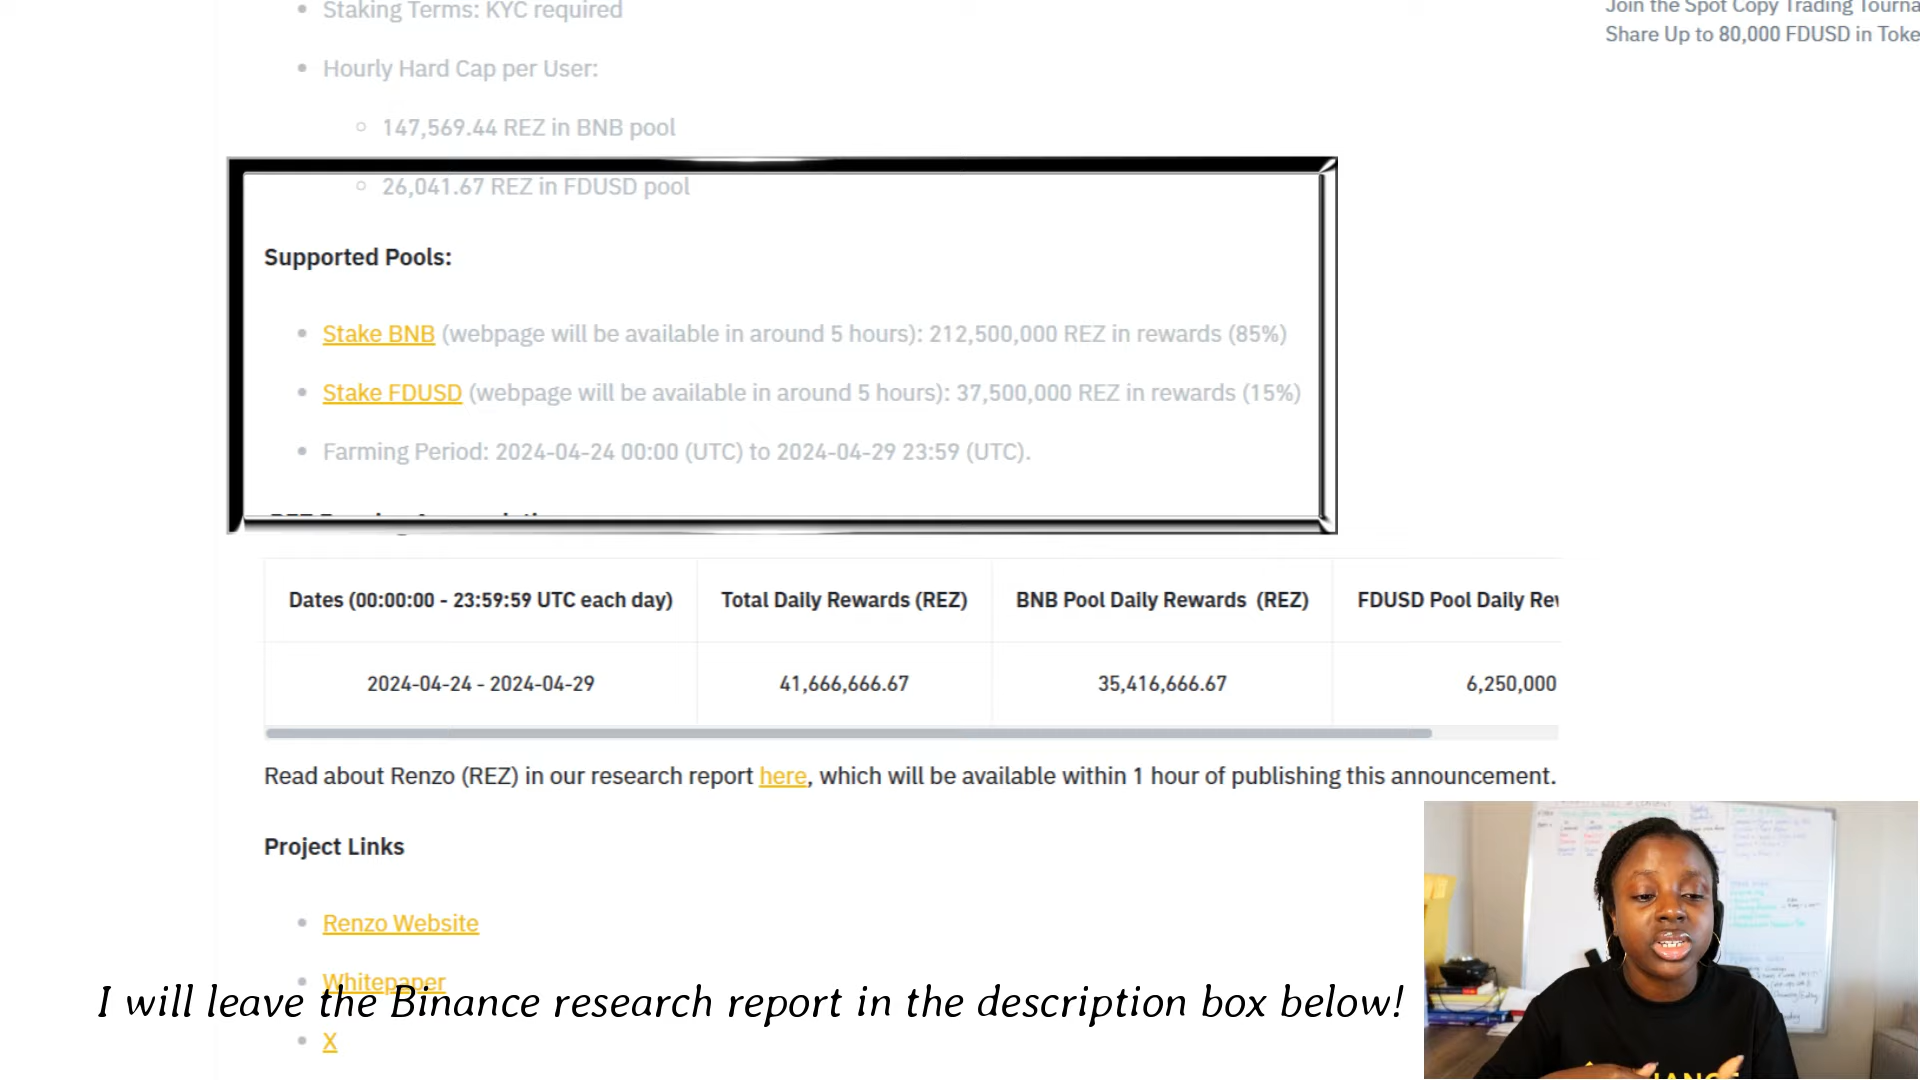 Staking Terms: KYC required
Join the Spot Copy Trading Tourna
Share Up to 80,000 FDUSD in Toke
Hourly Hard Cap per User:
147,569.44 REZ in BNB pool
26,041.67 REZ in FDUSD pool
Supported Pools:
Stake BNB (webpage will be available in around 5 hours): 212,500,000 REZ in rewards (85%)
Stake FDUSD (webpage will be available in around 5 hours): 37,500,000 REZ in rewards (15%)
Farming Period: 2024-04-24 00:00 (UTC) to 2024-04-29 23:59 (UTC).
Dates (00:00:00 - 23:59:59 UTC each day) Total Daily Rewards (REZ) BNB Pool Daily Rewards (REZ) FDUSD Pool Daily Rew
2024-04-24 - 2024-04-29 41,666,666.67 35,416,666.67 6,250,000
Read about Renzo (REZ) in our research report here, which will be available within 1 hour of publishing this announcement.
Project Links
Renzo Website
Whitepaper
I will leave the Binance research report in the description box below!
X